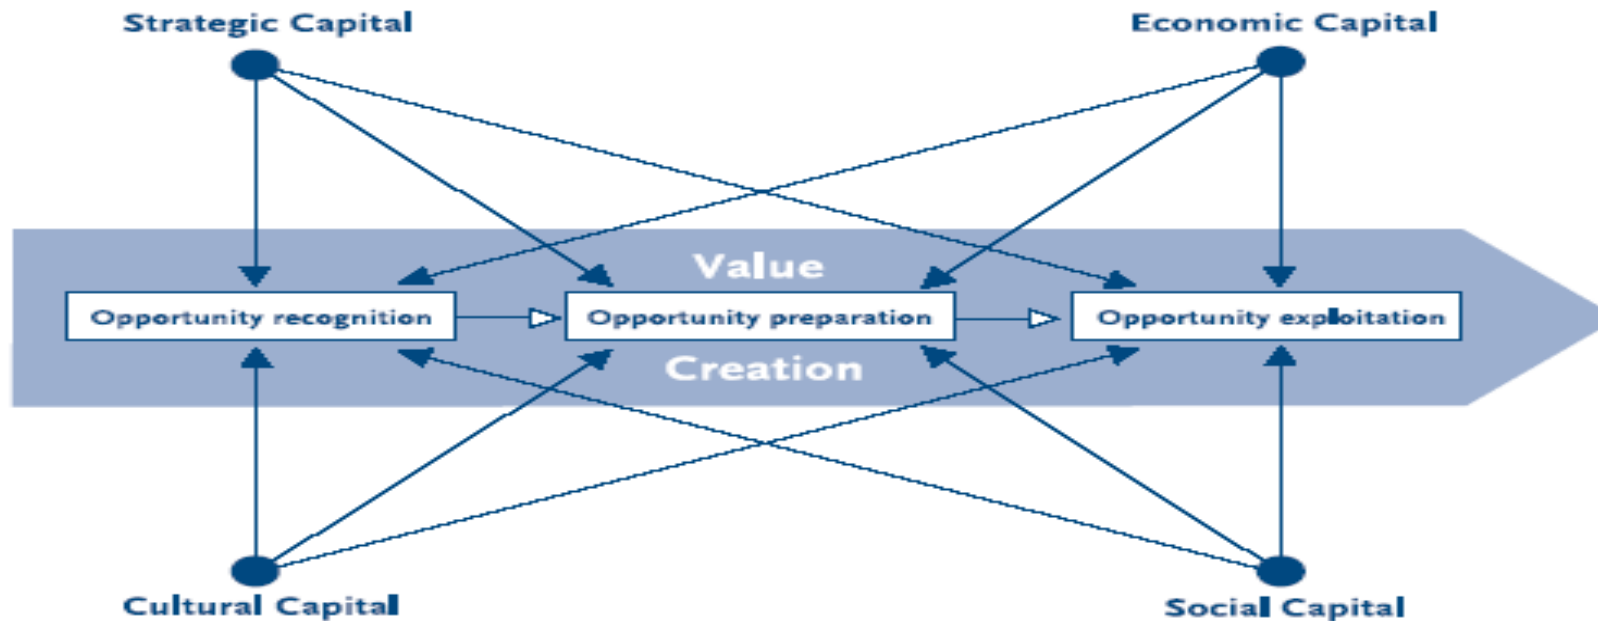 Strategic Capital
Economic Capital
Value
Opportunity recognition
Opportunity preparation
Opportunity exploitation
Creation
Cultural Capital
Social Capital